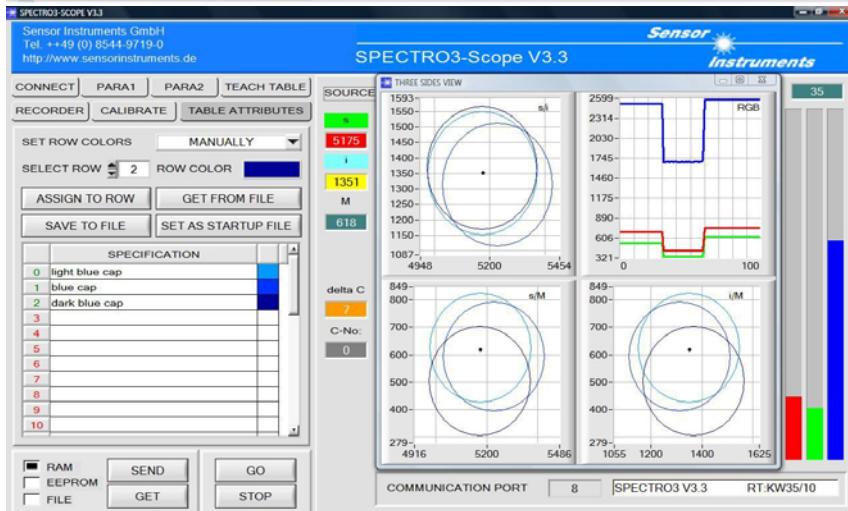 SPECTRO3-SCOPE V3.3
Sensor Instruments GmbH
Tel. ++49 (0) 8544-9719-0
http://www.sensorinstruments.de
SPECTRO3-Scope V3.3
Sensor
Instruments
CONNECT PARA1 PARA2 TEACH TABLE
RECORDER CALIBRATE TABLE ATTRIBUTES
SET ROW COLORS MANUALLY
SELECT ROW 2 ROW COLOR
ASSIGN TO ROW GET FROM FILE
SAVE TO FILE SET AS STARTUP FILE
SPECIFICATION
0 light blue cap
1 blue cap
2 dark blue cap
3
4
5
6
7
8
9
10
RAM
EEPROM
FILE
SEND GO
GET STOP
SOURCE
s
5175
i
1351
M
618
delta C
7
C-No:
0
THREE SIDES VIEW
s/i
1593
1550
1500
1450
1400
1350
1300
1250
1200
1150
1087
4948 5200 5454
RGB
2599
2314
2030
1745
1460
1175
890
606
321
0 100
s/M
849
800
700
600
500
400
279
4916 5200 5486
i/M
849
800
700
600
500
400
279
1055 1200 1400 1625
35
COMMUNICATION PORT 8 SPECTRO3 V3.3 RT:KW35/10